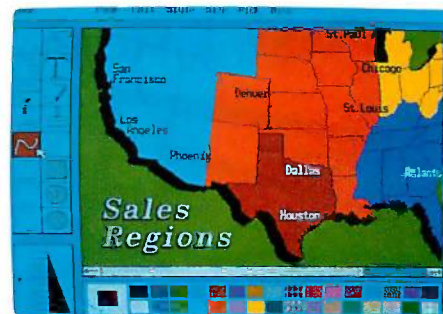 St.Paul
San
Francisco
Chicago
Denver
St.Louis
Los
Angeles
Phoenix
Dallas
Atlanta
Houston
Sales
Regions